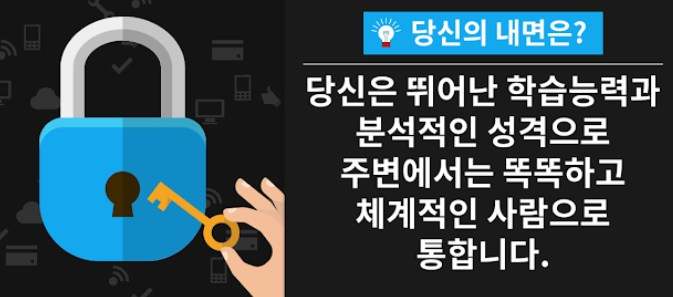 당신의 내면은?
당신은 뛰어난 학습능력과
분석적인 성격으로
주변에서는 똑똑하고
체계적인 사람으로
통합니다.